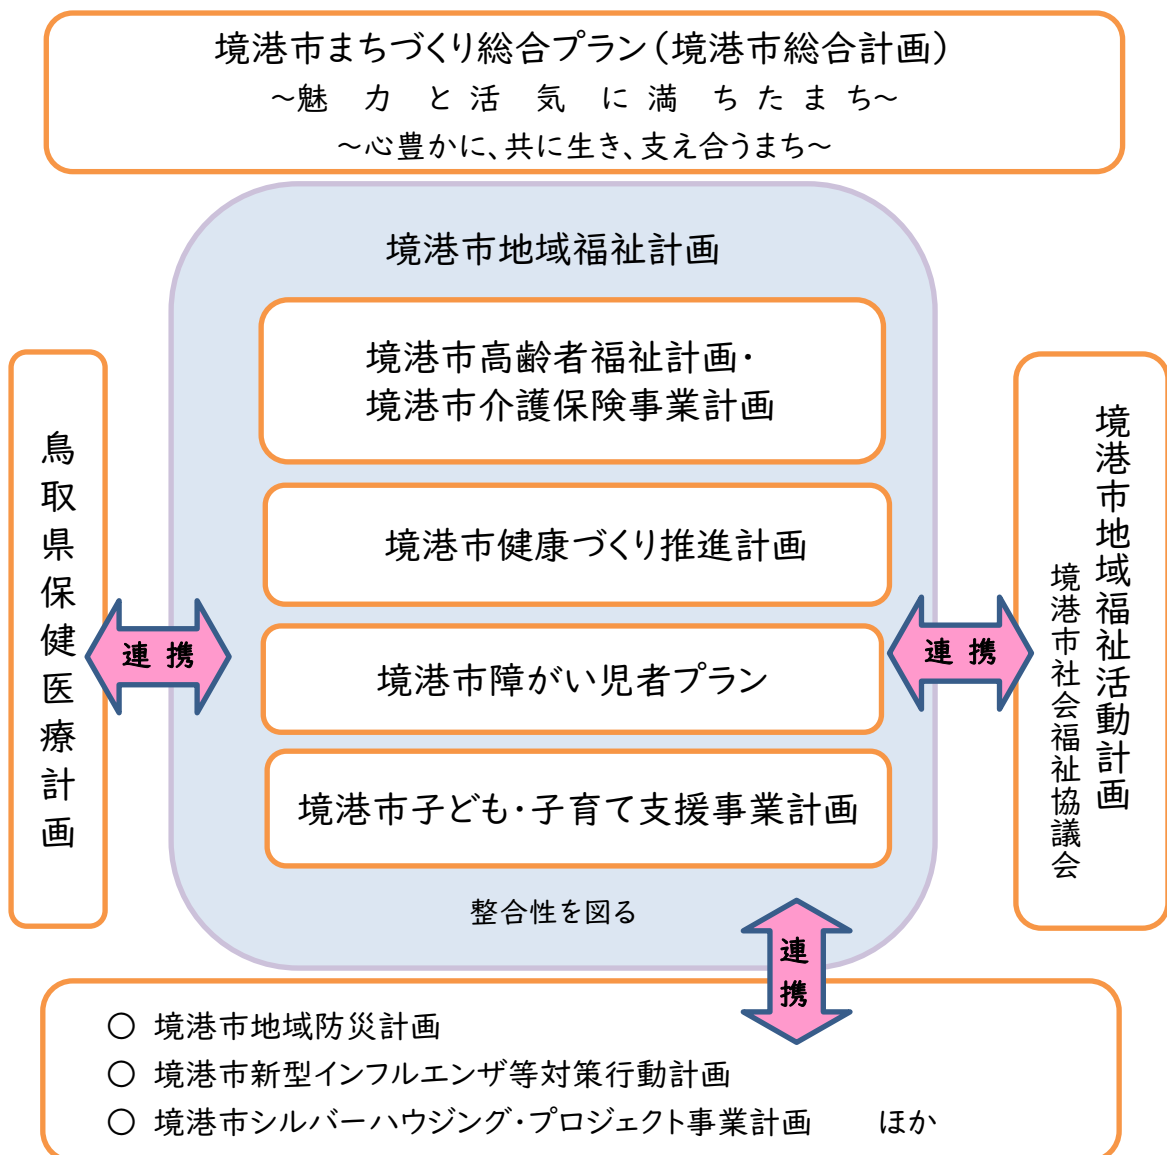 境港市まちづくり総合プラン(境港市総合計画)
~魅 力 と 活 気 に 満 ち た ま ち~
~心豊かに、共に生き、支え合うまち~
境港市地域福祉計画
境港市高齢者福祉計画・
境港市介護保険事業計画
境港市健康づくり推進計画
境港市障がい児者プラン
境港市子ども・子育て支援事業計画
整合性を図る
鳥取県保健医療計画
連携
連携
境港市地域福祉活動計画
境港市社会福祉協議会
連携
○ 境港市地域防災計画
○ 境港市新型インフルエンザ等対策行動計画
○ 境港市シルバーハウジング・プロジェクト事業計画 ほか